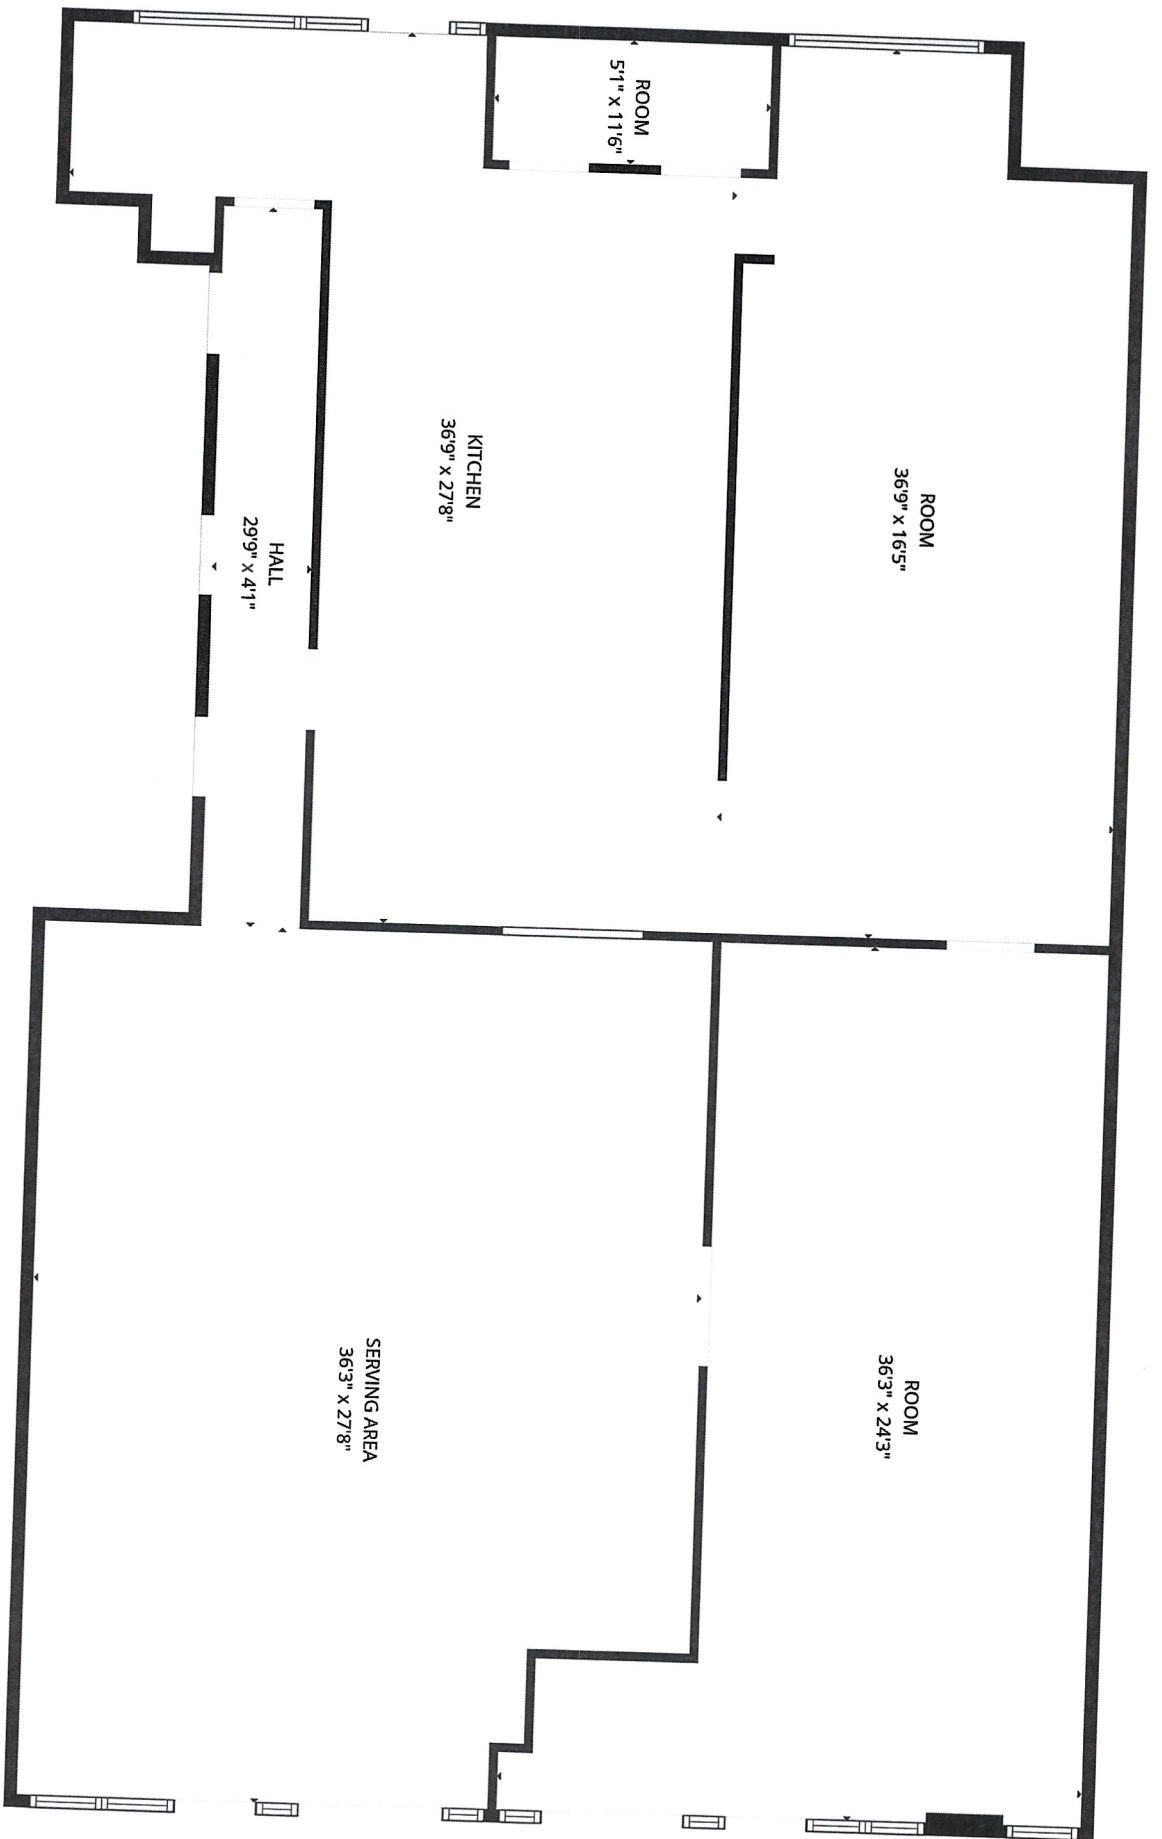 ROOM
5'1" x 11'6"
ROOM
36'9" x 16'5"
KITCHEN
36'9" x 27'8"
HALL
29'9" x 4'1"
ROOM
36'3" x 24'3"
SERVING AREA
36'3" x 27'8"